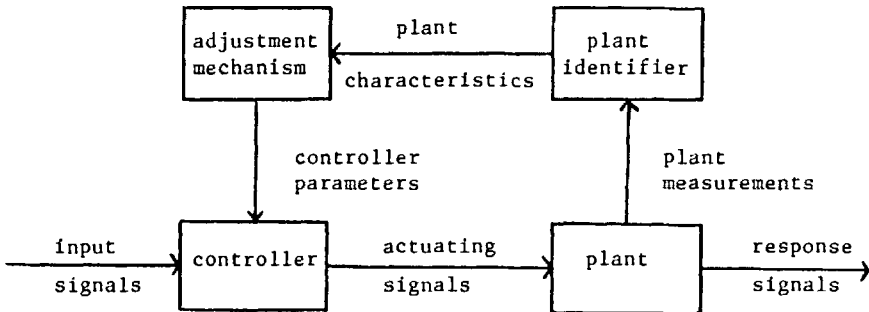 adjustment
mechanism
plant
characteristics
plant
identifier
controller
parameters
plant
measurements
input
signals
controller
actuating
signals
plant
response
signals